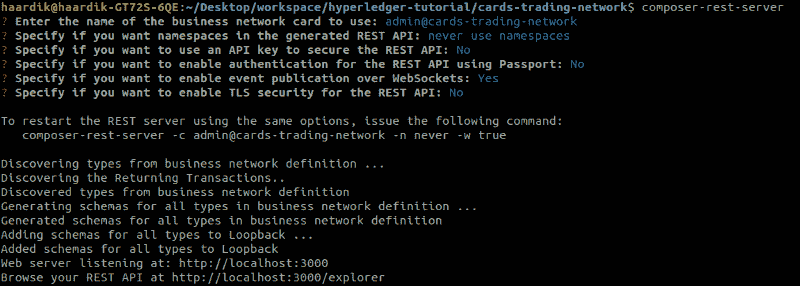 haardik@haardik-GT72S-6QE:~/Desktop/workspace/hyperledger-tutorial/cards-trading-network$ composer-rest-server
? Enter the name of the business network card to use: admin@cards-trading-network
? Specify if you want namespaces in the generated REST API: never use namespaces
? Specify if you want to use an API key to secure the REST API: No
? Specify if you want to enable authentication for the REST API using Passport: No
? Specify if you want to enable event publication over WebSockets: Yes
? Specify if you want to enable TLS security for the REST API: No
To restart the REST server using the same options, issue the following command:
composer-rest-server -c admin@cards-trading-network -n never -w true
Discovering types from business network definition ...
Discovering the Returning Transactions..
Discovered types from business network definition
Generating schemas for all types in business network definition ...
Generated schemas for all types in business network definition
Adding schemas for all types to Loopback ...
Added schemas for all types to Loopback
Web server listening at: http://localhost:3000
Browse your REST API at http://localhost:3000/explorer